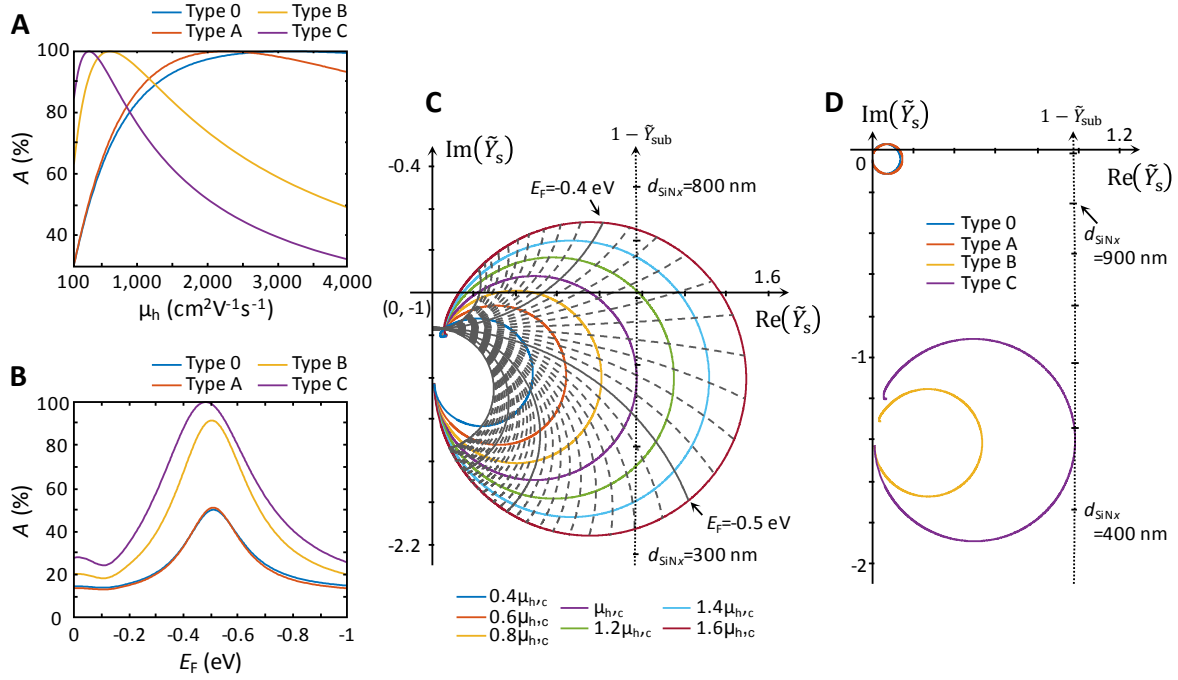 A
Type 0
Type B
Type A
Type C
100
80
60
40
A (%)
100
1,000
2,000
3,000
4,000
μh (cm2V-1s-1)
B
Type 0
Type B
Type A
Type C
100
80
60
40
20
0
A (%)
0
-0.2
-0.4
-0.6
-0.8
-1
EF (eV)
C
Im(Ỹs)
-0.4
1 − Ỹsub
EF=-0.4 eV
dSiNx=800 nm
(0, -1)
1.6
Re(Ỹs)
EF=-0.5 eV
-2.2
dSiNx=300 nm
0.4μh,c
0.6μh,c
0.8μh,c
μh,c
1.2μh,c
1.4μh,c
1.6μh,c
D
Im(Ỹs)
1 − Ỹsub
1.2
0
Re(Ỹs)
Type 0
Type A
Type B
Type C
dSiNx
=900 nm
-1
dSiNx
=400 nm
-2